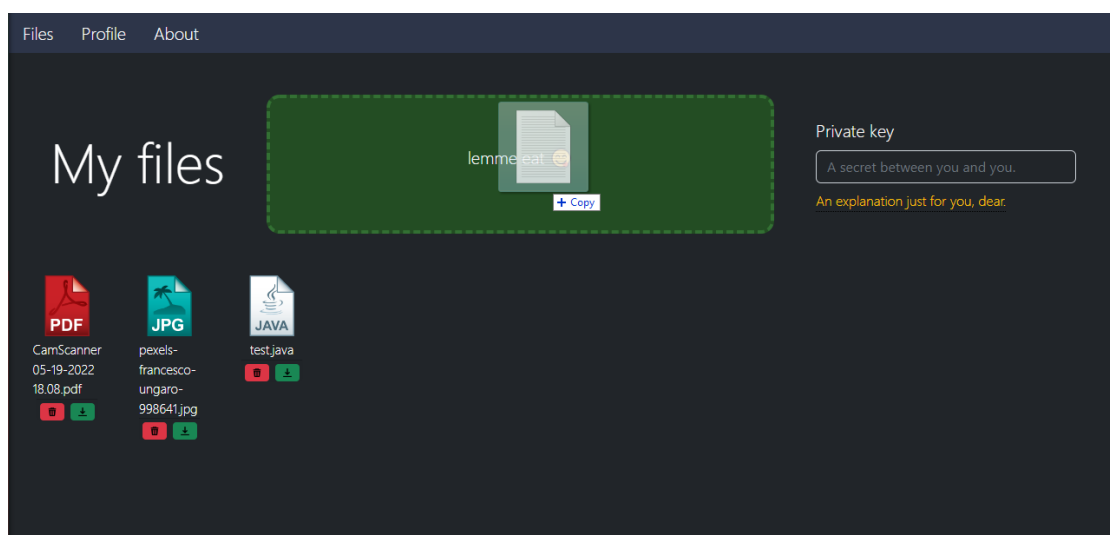 Files Profile About
My files
lemme eat 😋
+ Copy
Private key
A secret between you and you.
An explanation just for you, dear.
PDF
CamScanner
05-19-2022
18.08.pdf
JPG
pexels-
francesco-
ungaro-
998641.jpg
JAVA
test.java